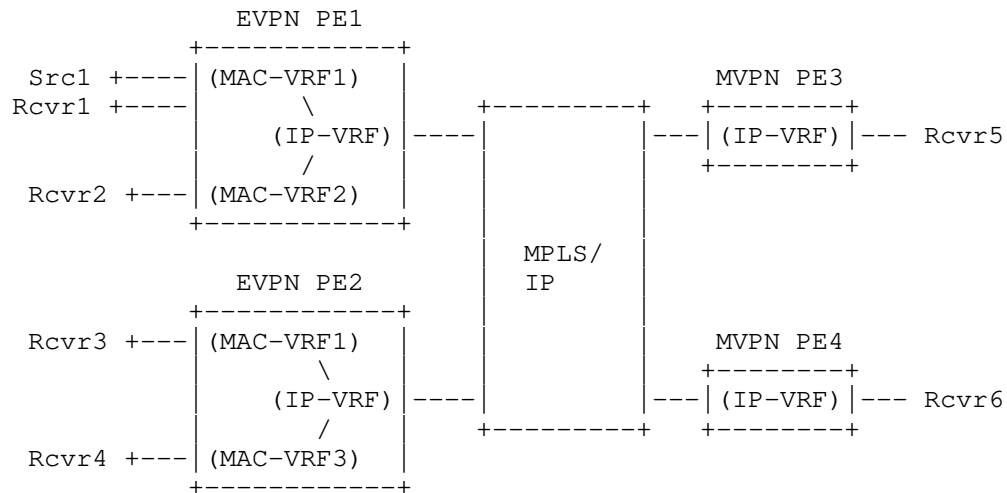 EVPN PE1
+------------+
Src1 +----|(MAC-VRF1) | MVPN PE3
Rcvr1 +----| \ | +---------+ +--------+
| (IP-VRF)|----| |---|(IP-VRF)|--- Rcvr5
| / | | | +--------+
Rcvr2 +---|(MAC-VRF2) | | |
+------------+ | |
| MPLS/ |
EVPN PE2 | IP |
+------------+ | |
Rcvr3 +---|(MAC-VRF1) | | | MVPN PE4
| \ | | | +--------+
| (IP-VRF)|----| |---|(IP-VRF)|--- Rcvr6
| / | +---------+ +--------+
Rcvr4 +---|(MAC-VRF3) |
+------------+